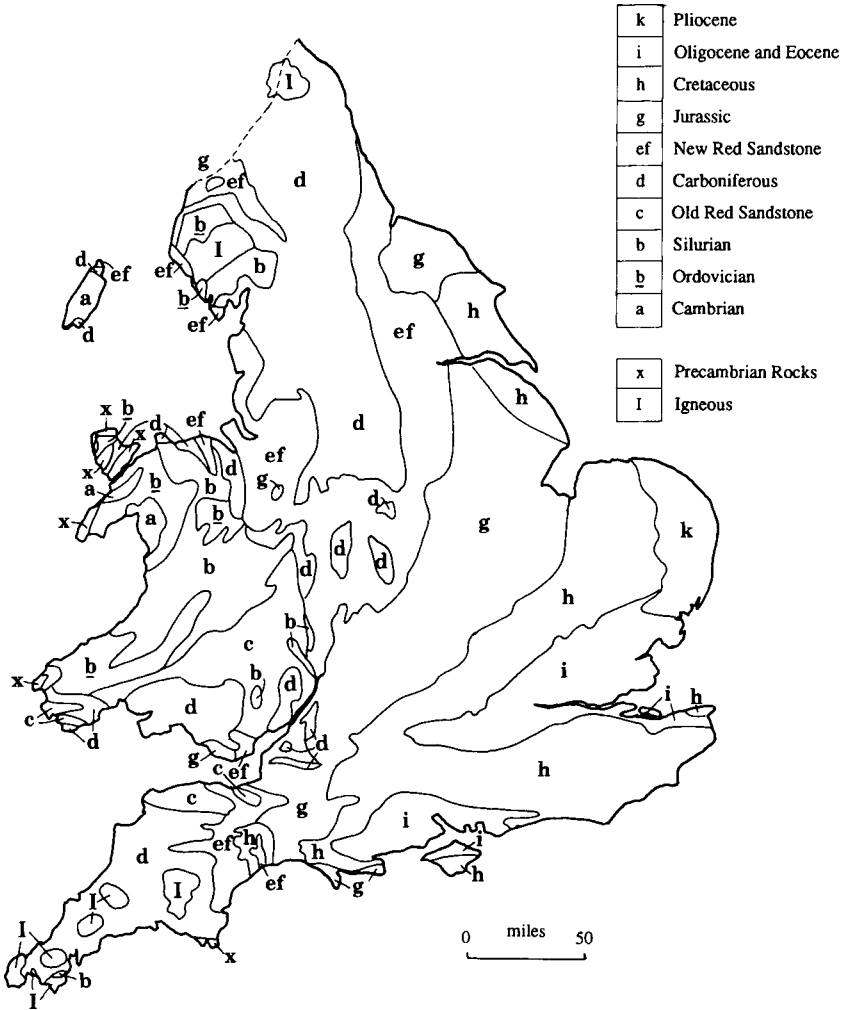 k Pliocene
i Oligocene and Eocene
h Cretaceous
g Jurassic
ef New Red Sandstone
d Carboniferous
c Old Red Sandstone
b Silurian
b Ordovician
a Cambrian
x Precambrian Rocks
I Igneous
I
g
ef
d
b
I
ef
b
g
d
ef
a
b
h
ef
d
ef
h
x
b
d
ef
x
d
d
ef
x
b
b
g
a
d
b
g
k
x
a
d
d
b
h
b
c
b
b
i
x
d
d
i
h
c
d
d
g
ef
h
c
c
g
i
i
ef
h
d
h
ef
h
I
g
I
I
I
x
b
I
0 miles 50